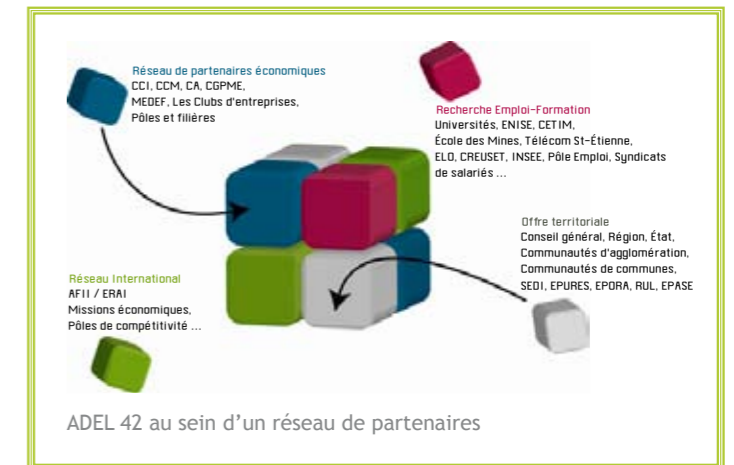 Réseau de partenaires économiques
CCI, CCM, CA, CGPME,
MEDEF, Les Clubs d'entreprises,
Pôles et filières
Recherche Emploi-Formation
Universités, ENISE, CETIM,
École des Mines, Télécom St-Étienne,
ELO, CREUSET, INSEE, Pôle Emploi, Syndicats
de salariés ...
Offre territoriale
Conseil général, Région, État,
Communautés d'agglomération,
Communautés de communes,
SEDI, EPURES, EPORA, RUL, EPASE
Réseau International
AFII / ERAI
Missions économiques,
Pôles de compétitivité ...
ADEL 42 au sein d'un réseau de partenaires